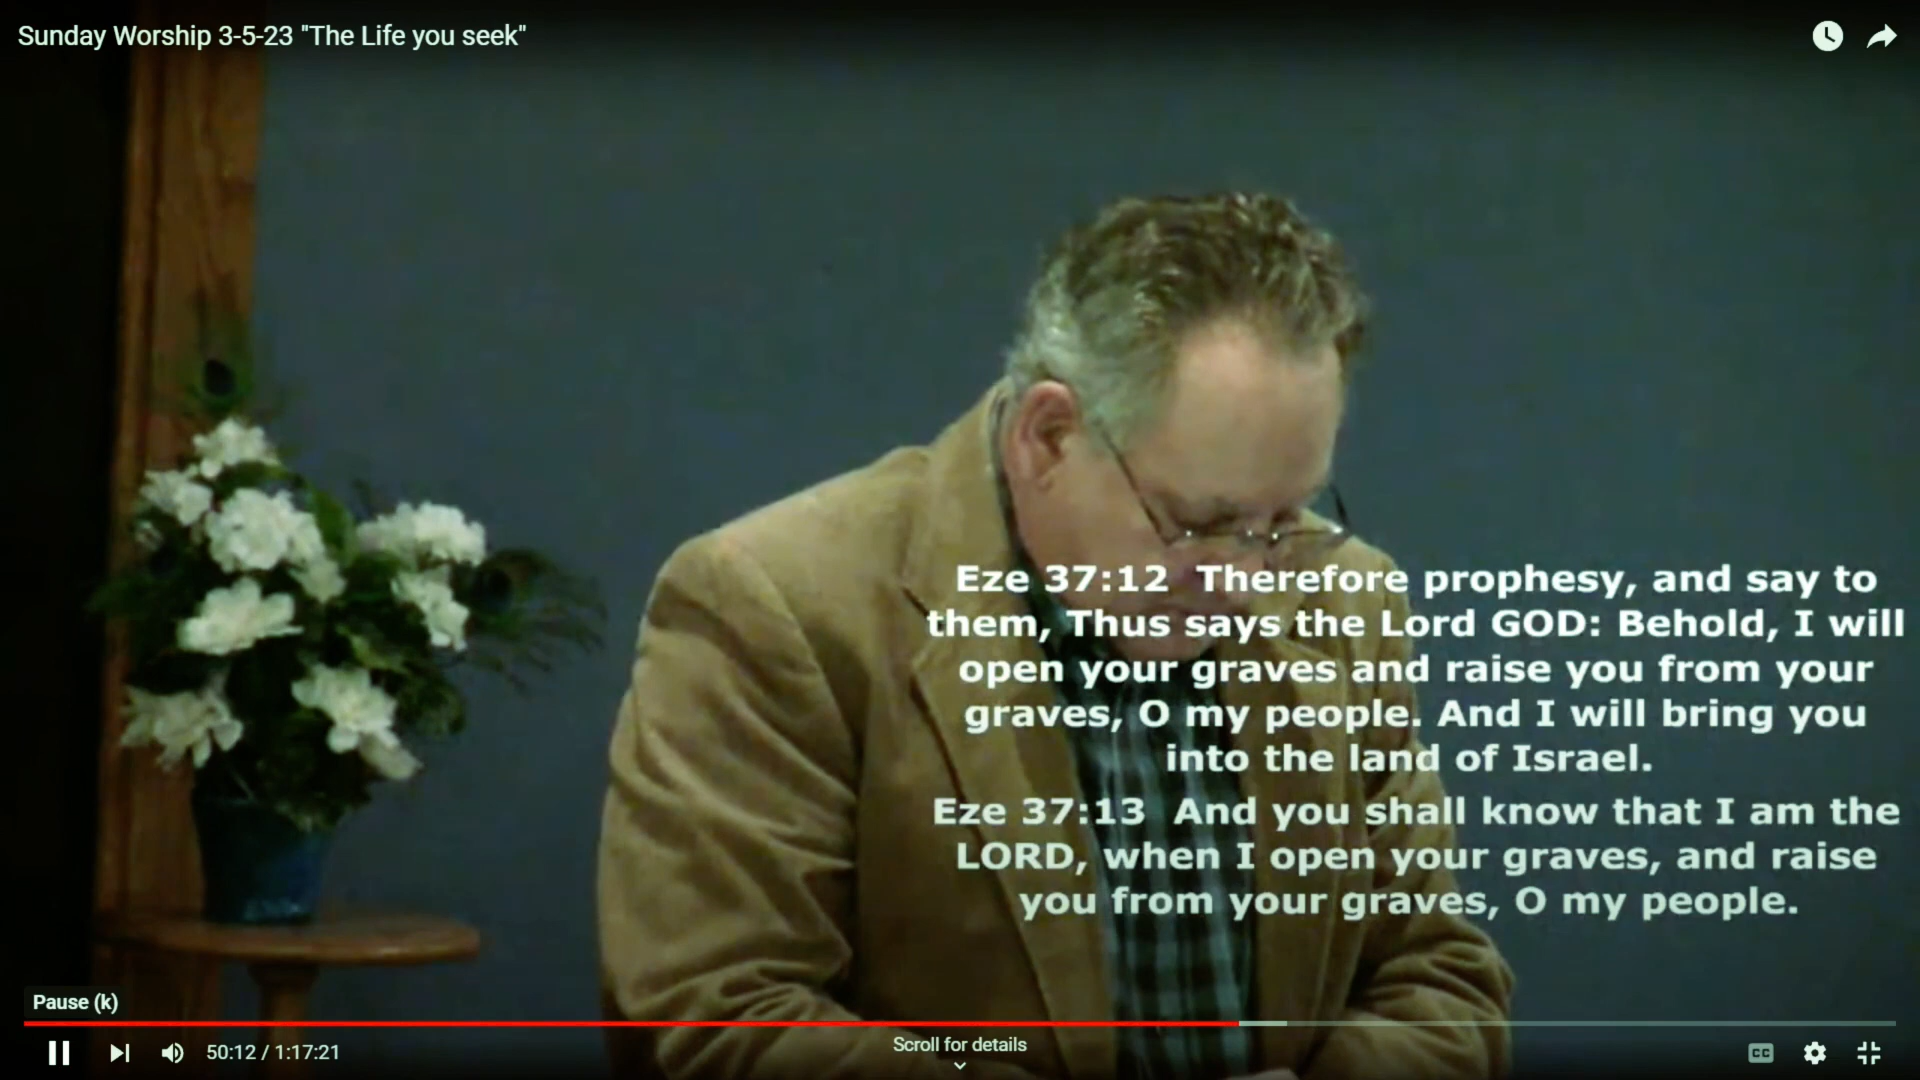 Sunday Worship 3-5-23 "The Life you seek"
Eze 37:12  Therefore prophesy, and say to
them, Thus says the Lord GOD: Behold, I will
open your graves and raise you from your
graves, O my people. And I will bring you
into the land of Israel.
Eze 37:13  And you shall know that I am the
LORD, when I open your graves, and raise
you from your graves, O my people.
Pause (k)
50:12 / 1:17:21
Scroll for details
CC